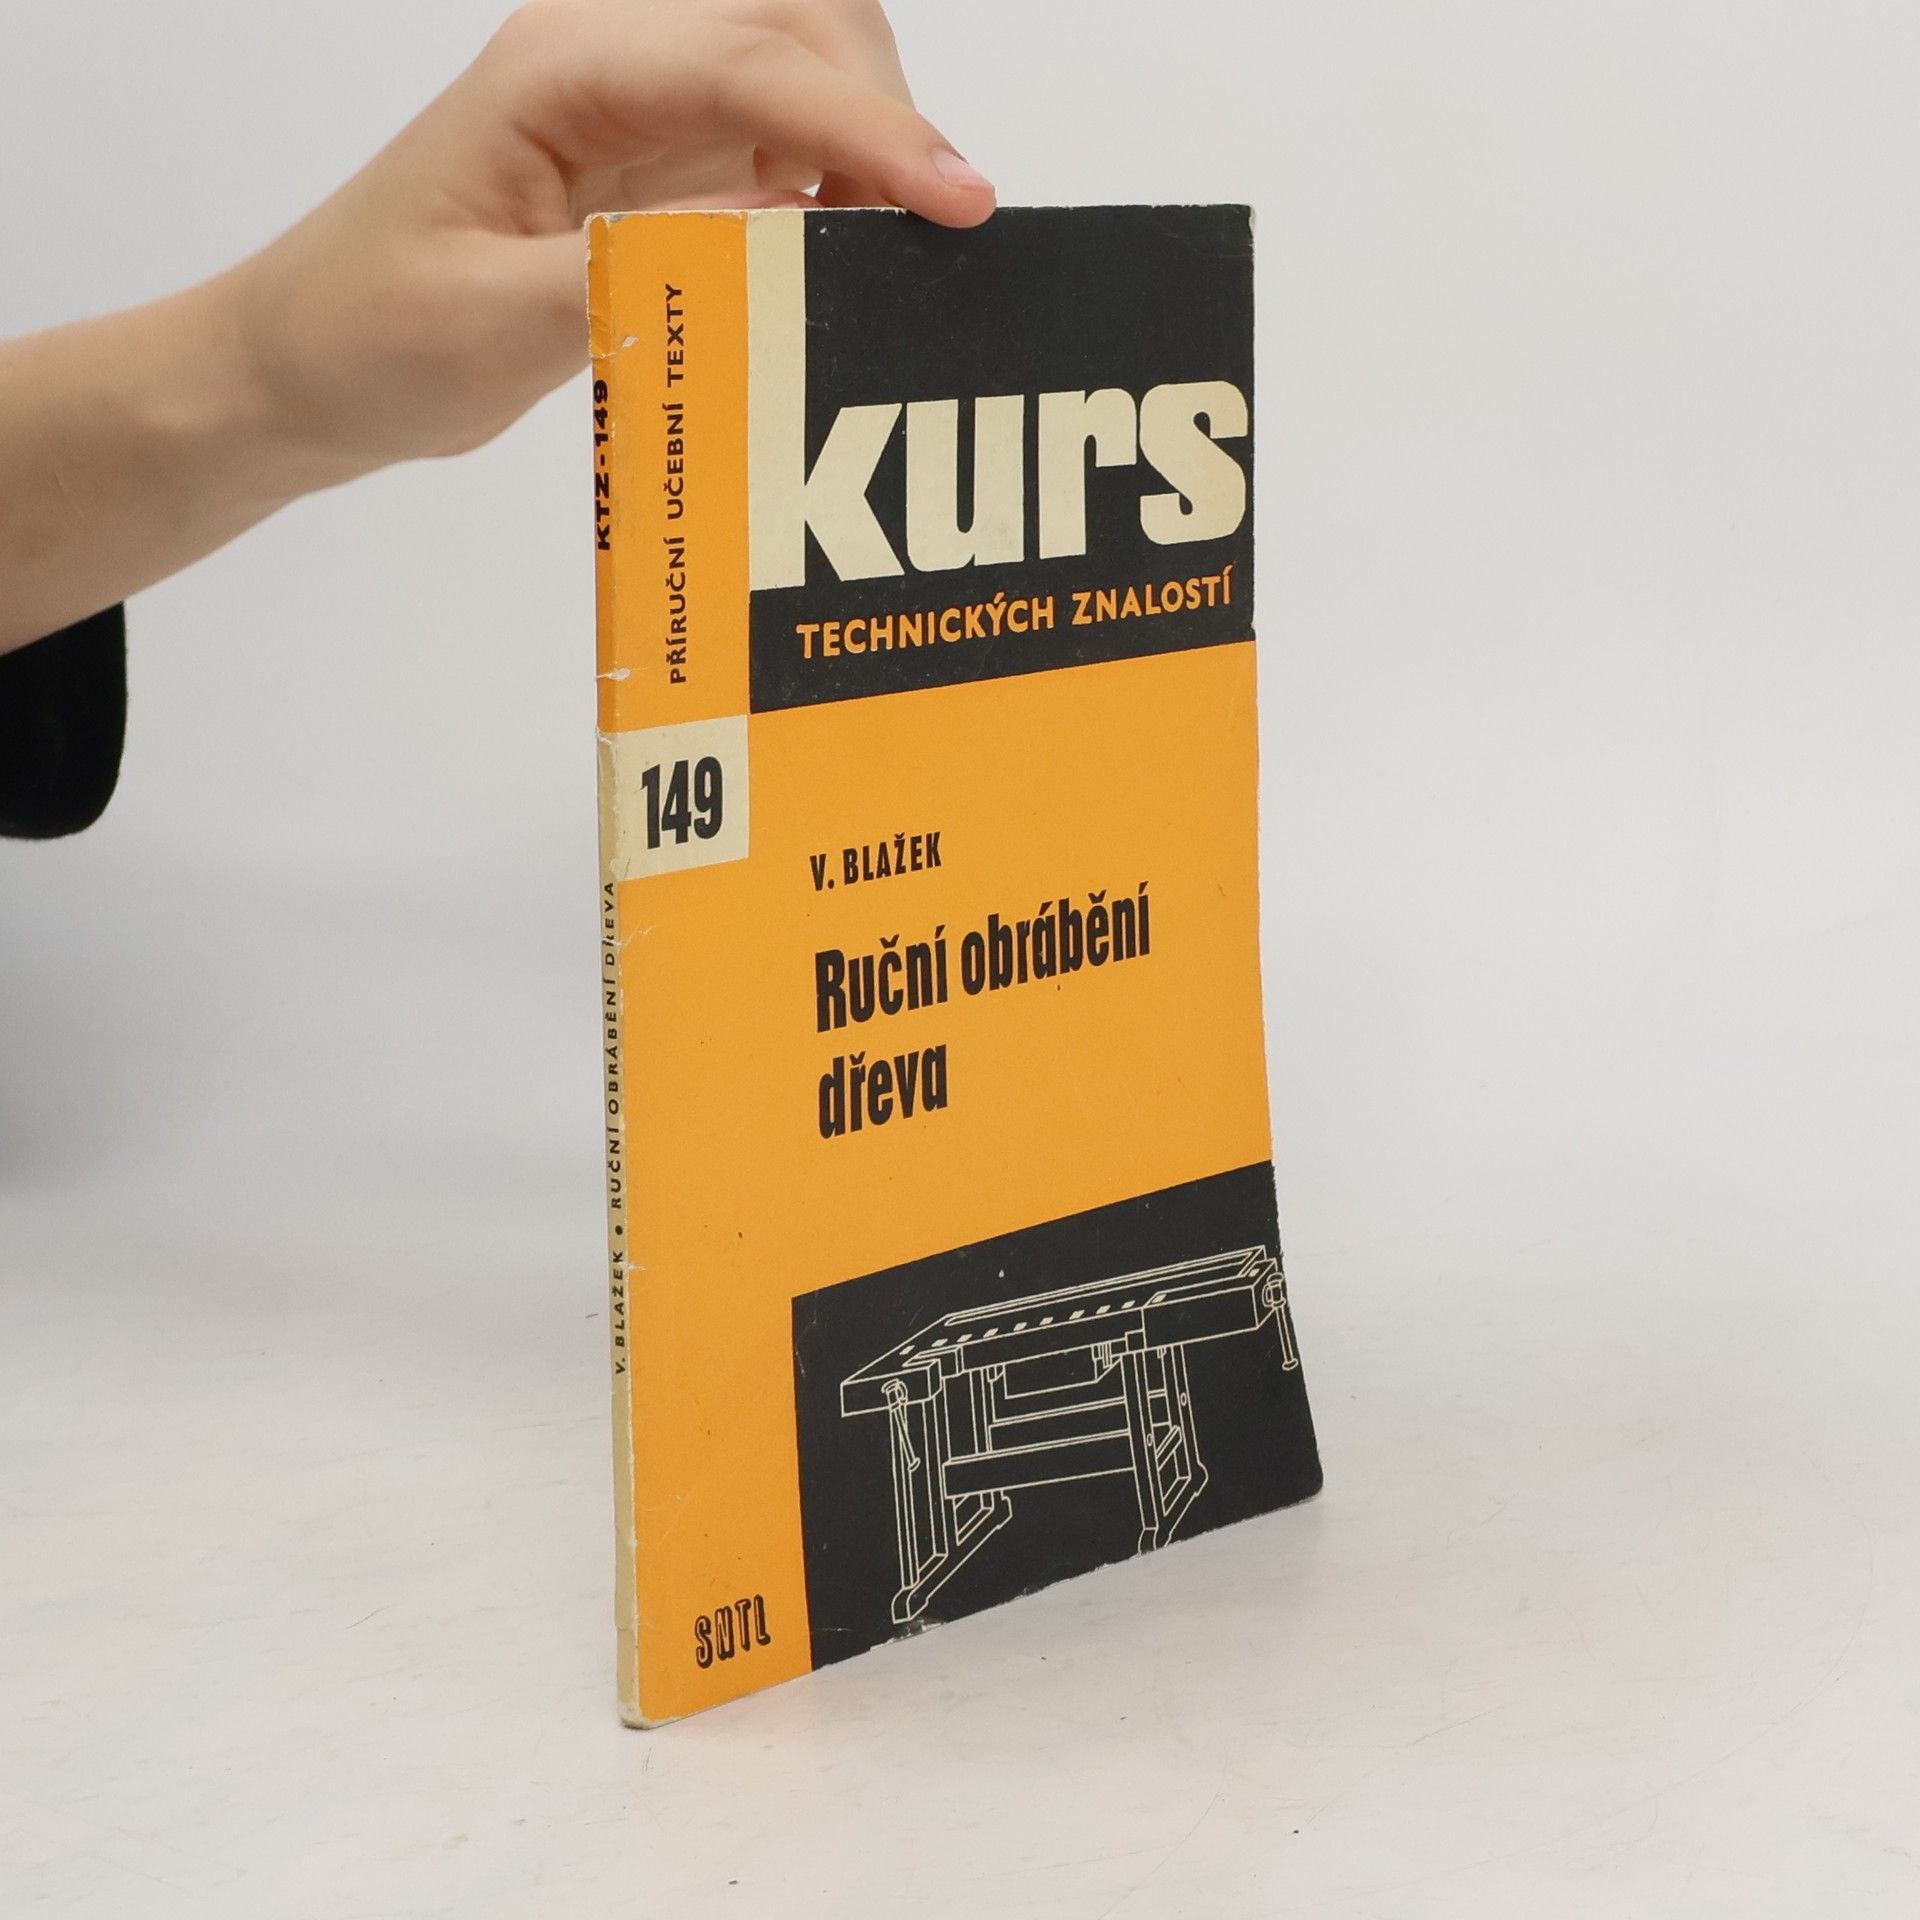 KTZ - 149
PŘÍRUČNÍ UČEBNÍ TEXTY
kurs
TECHNICKÝCH ZNALOSTÍ
149
V. BLAŽEK
Ruční obrábění
dřeva
V. BLAŽEK • RUČNÍ OBRÁBĚNÍ DŘEVA
SNTL